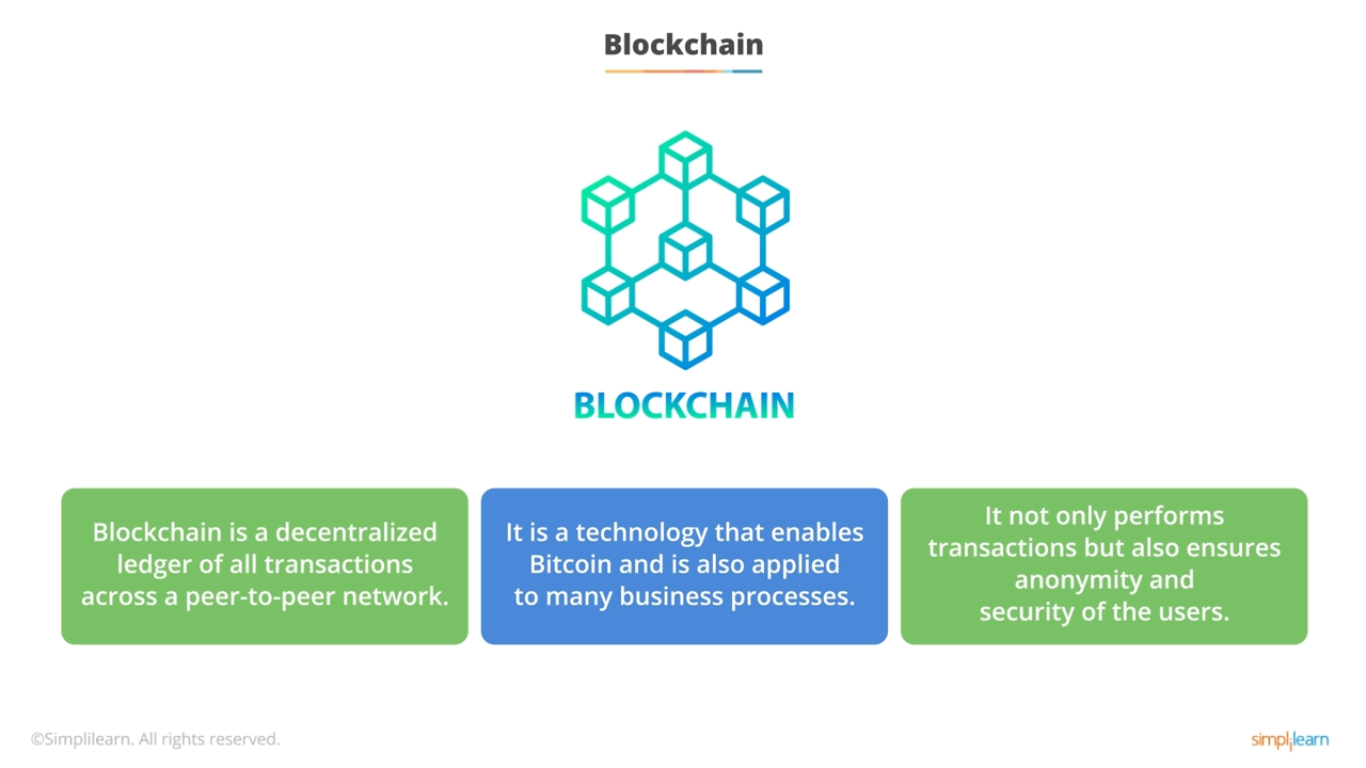 Blockchain
BLOCKCHAIN
Blockchain is a decentralized
ledger of all transactions
across a peer-to-peer network.
It is a technology that enables
Bitcoin and is also applied
to many business processes.
It not only performs
transactions but also ensures
anonymity and
security of the users.
©Simplilearn. All rights reserved.
simplilearn